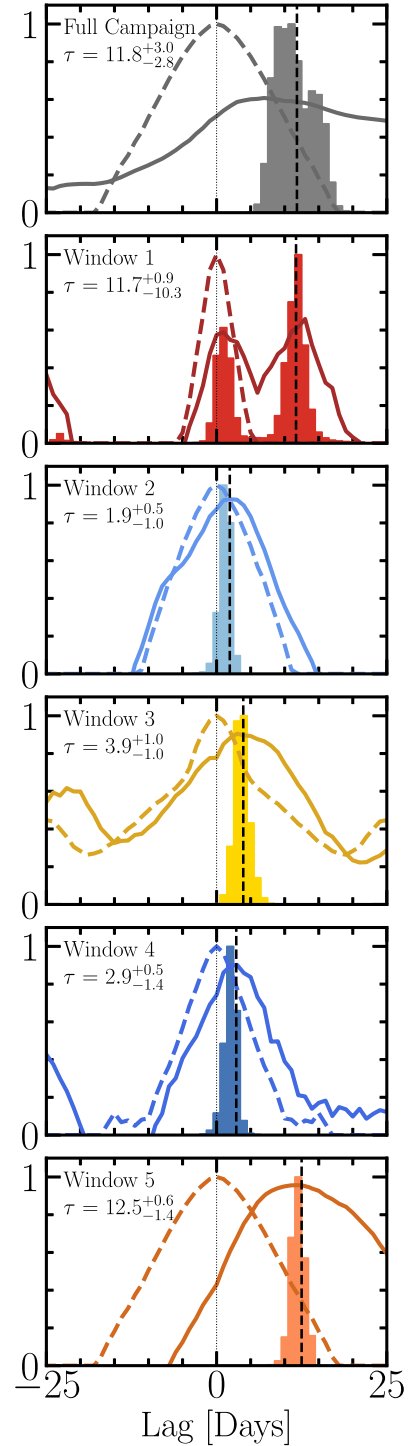 1
Full Campaign
τ = 11.8+3.0−2.8
0
1
Window 1
τ = 11.7+0.9−10.3
0
1
Window 2
τ = 1.9+0.5−1.0
0
1
Window 3
τ = 3.9+1.0−1.0
0
1
Window 4
τ = 2.9+0.5−1.4
0
1
Window 5
τ = 12.5+0.6−1.4
0
−25 0 25
Lag [Days]